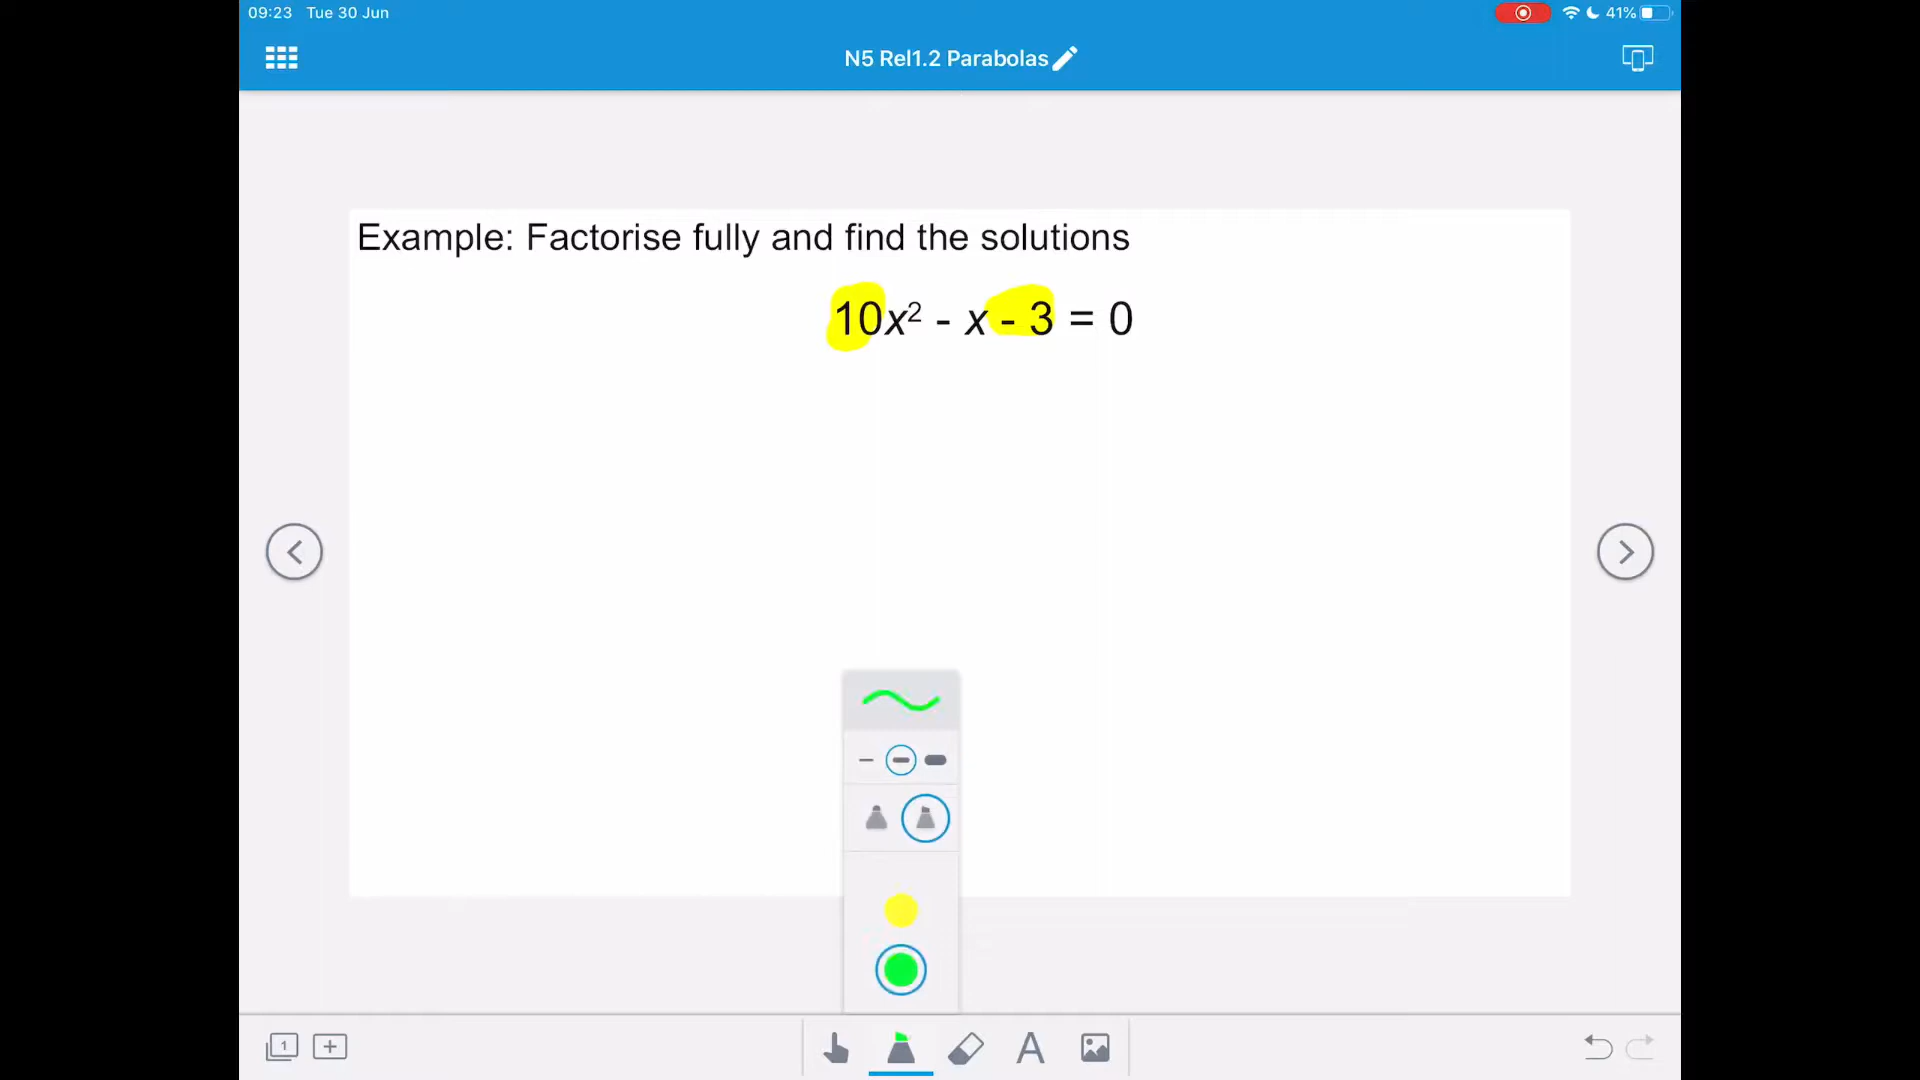 09:23 Tue 30 Jun
41%
N5 Rel1.2 Parabolas
Example: Factorise fully and find the solutions
10x² - x - 3 = 0
1
A